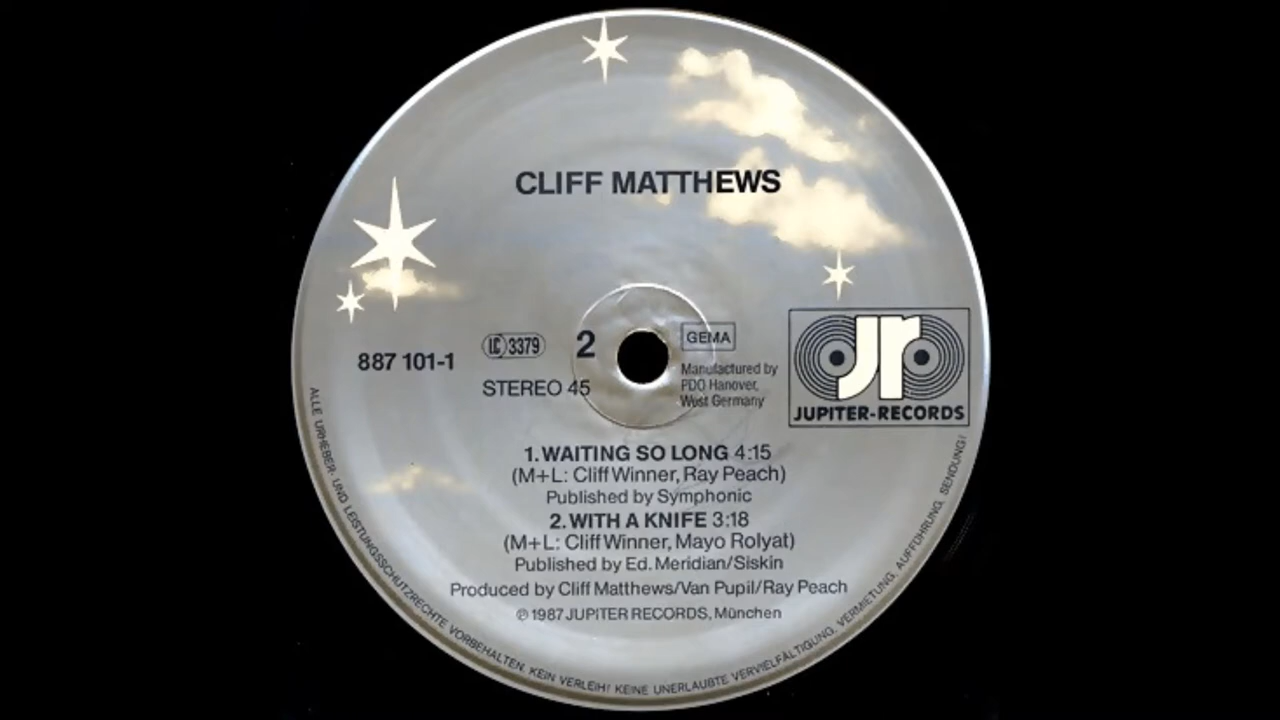 CLIFF MATTHEWS
887 101-1
LC 3379
2
GEMA
STEREO 45
Manufactured by
PDO Hanover,
West Germany
jr
JUPITER-RECORDS
1. WAITING SO LONG 4:15
(M+L: Cliff Winner, Ray Peach)
Published by Symphonic
2. WITH A KNIFE 3:18
(M+L: Cliff Winner, Mayo Rolyat)
Published by Ed. Meridian/Siskin
Produced by Cliff Matthews/Van Pupil/Ray Peach
℗ 1987 JUPITER RECORDS, München
ALLE URHEBER- UND LEISTUNGSSCHUTZRECHTE VORBEHALTEN. KEIN VERLEIH! KEINE UNERLAUBTE VERVIELFÄLTIGUNG, VERMIETUNG, AUFFÜHRUNG, SENDUNG!